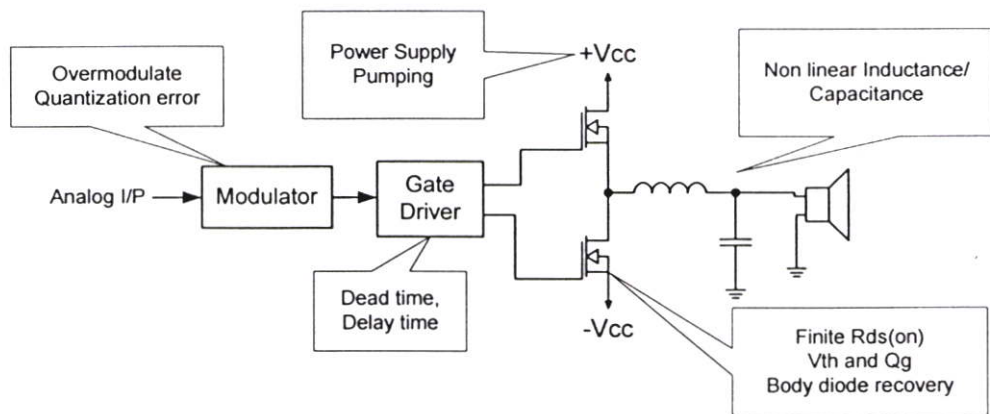 Overmodulate
Quantization error
Power Supply
Pumping
+Vcc
Non linear Inductance/
Capacitance
Analog I/P
Modulator
Gate
Driver
Dead time,
Delay time
-Vcc
Finite Rds(on)
Vth and Qg
Body diode recovery